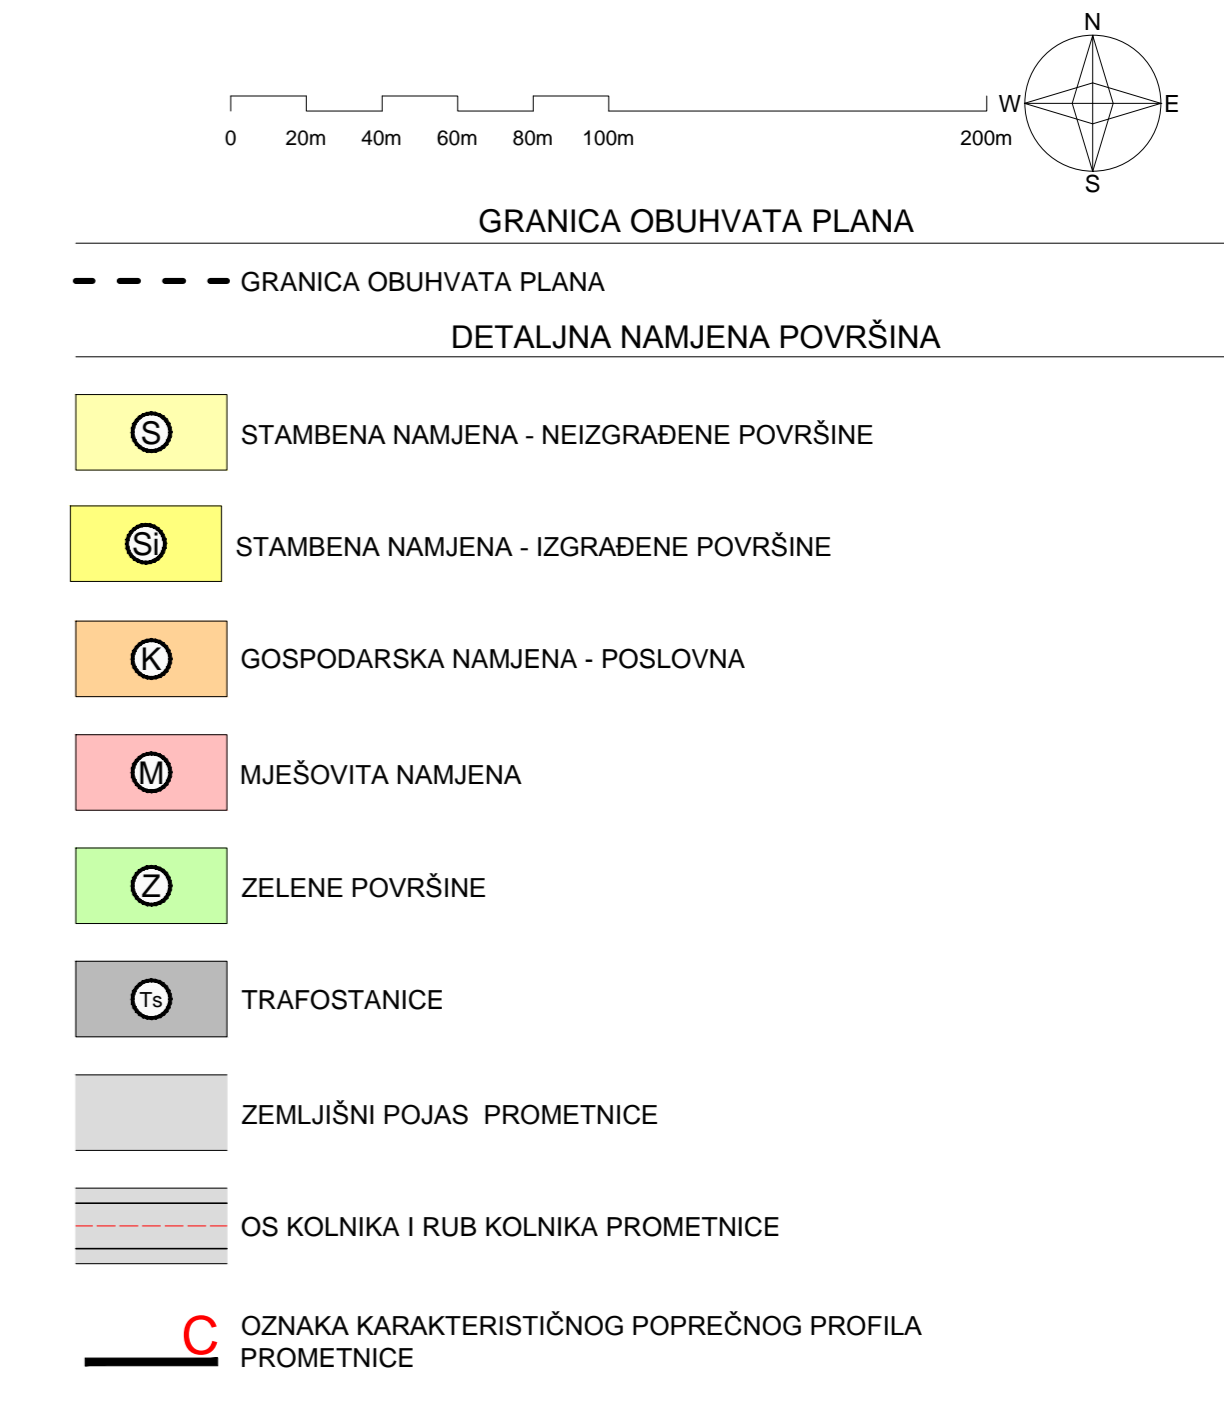 N
W E
S
0 20m 40m 60m 80m 100m 200m
GRANICA OBUHVATA PLANA
GRANICA OBUHVATA PLANA
DETALJNA NAMJENA POVRŠINA
S STAMBENA NAMJENA - NEIZGRAĐENE POVRŠINE
Si STAMBENA NAMJENA - IZGRAĐENE POVRŠINE
K GOSPODARSKA NAMJENA - POSLOVNA
M MJEŠOVITA NAMJENA
Z ZELENE POVRŠINE
Ts TRAFOSTANICE
ZEMLJIŠNI POJAS PROMETNICE
OS KOLNIKA I RUB KOLNIKA PROMETNICE
C OZNAKA KARAKTERISTIČNOG POPREČNOG PROFILA
PROMETNICE